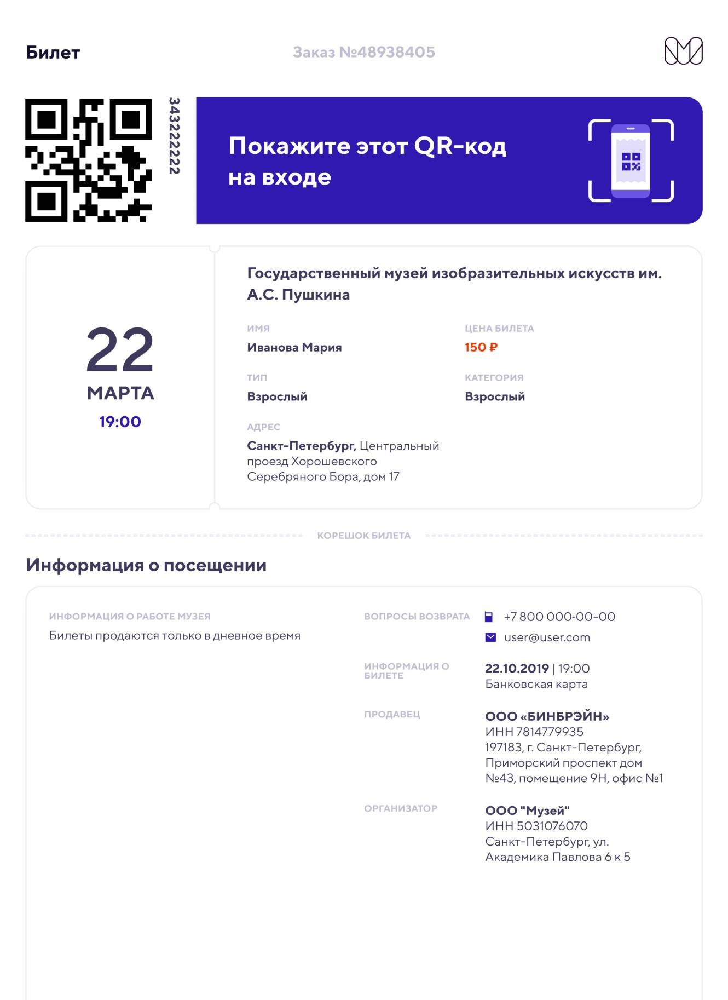 Билет
Заказ №48938405
343222222
Покажите этот QR-код
на входе
22
МАРТА
19:00
Государственный музей изобразительных искусств им.
А.С. Пушкина
ИМЯ
Иванова Мария
ЦЕНА БИЛЕТА
150 ₽
ТИП
Взрослый
КАТЕГОРИЯ
Взрослый
АДРЕС
Санкт-Петербург, Центральный
проезд Хорошевского
Серебряного Бора, дом 17
КОРЕШОК БИЛЕТА
Информация о посещении
ИНФОРМАЦИЯ О РАБОТЕ МУЗЕЯ
Билеты продаются только в дневное время
ВОПРОСЫ ВОЗВРАТА
+7 800 000-00-00
user@user.com
ИНФОРМАЦИЯ О
БИЛЕТЕ
22.10.2019 | 19:00
Банковская карта
ПРОДАВЕЦ
ООО «БИНБРЭЙН»
ИНН 7814779935
197183, г. Санкт-Петербург,
Приморский проспект дом
№43, помещение 9Н, офис №1
ОРГАНИЗАТОР
ООО "Музей"
ИНН 5031076070
Санкт-Петербург, ул.
Академика Павлова 6 к 5